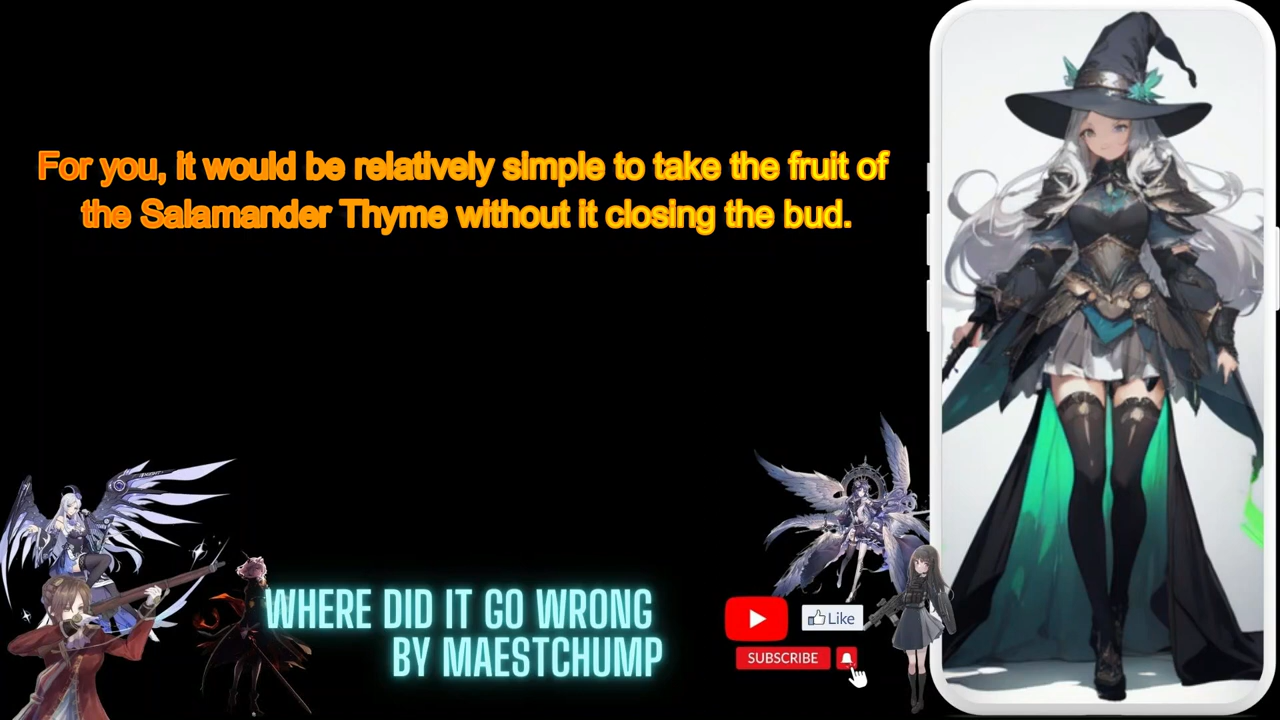 For you, it would be relatively simple to take the fruit of
the Salamander Thyme without it closing the bud.
WHERE DID IT GO WRONG
BY MAESTCHUMP
Like
SUBSCRIBE